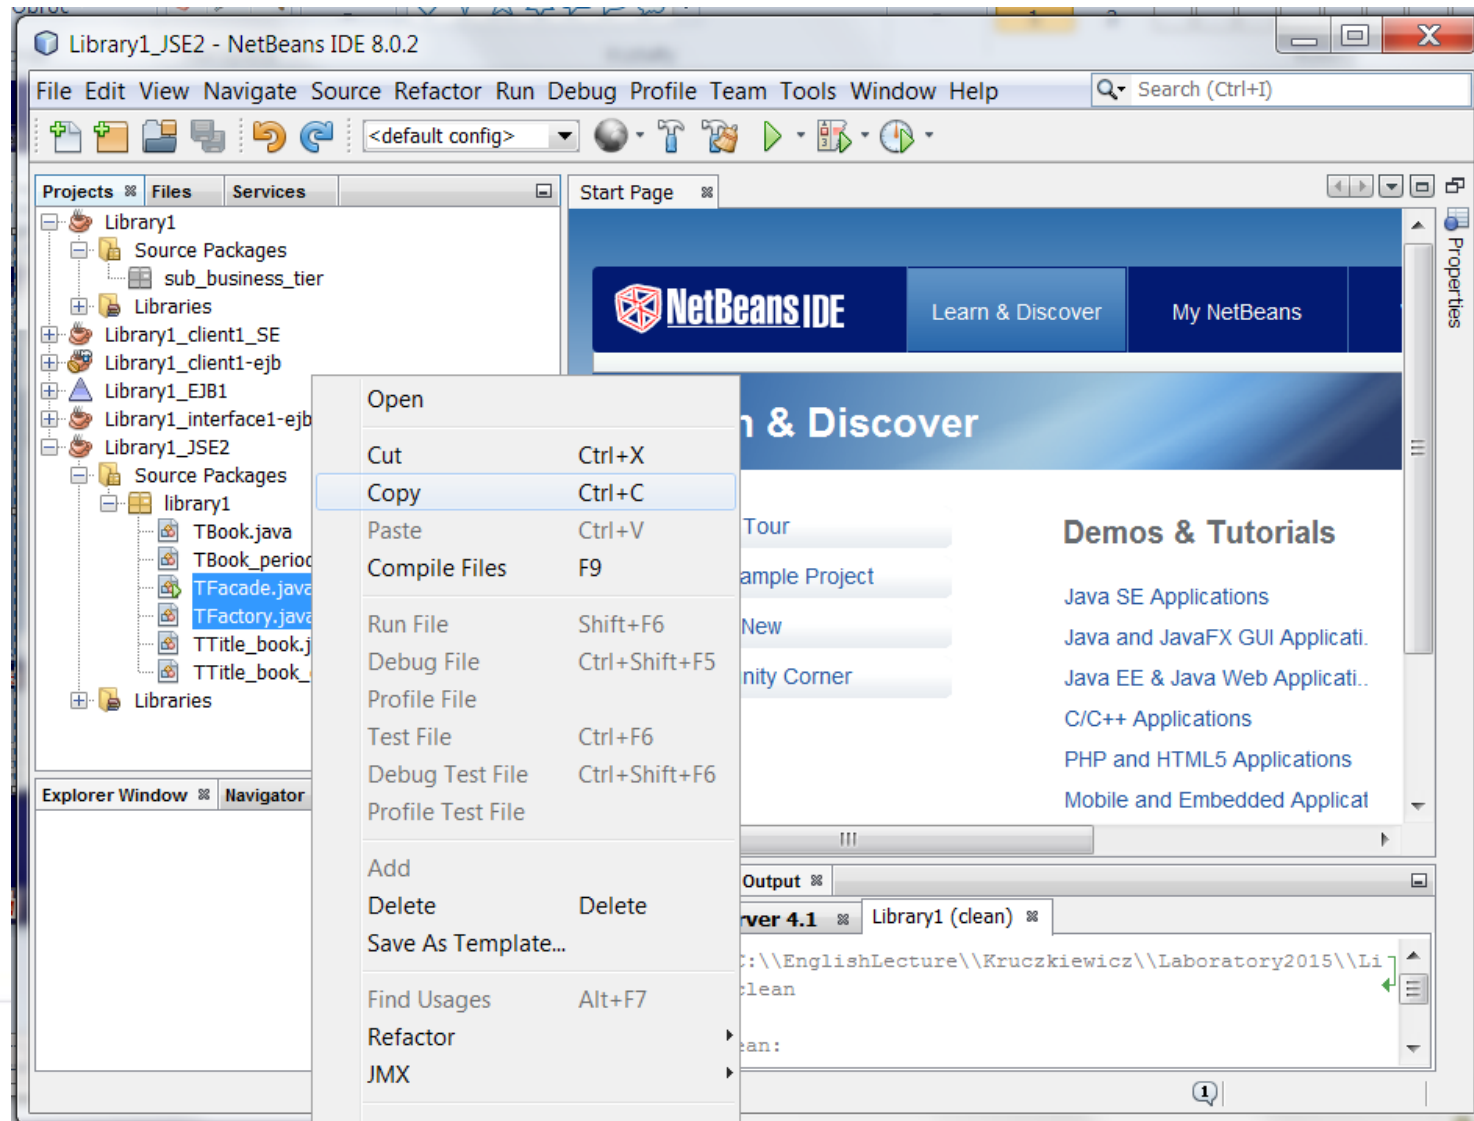 Library1_JSE2 - NetBeans IDE 8.0.2
File Edit View Navigate Source Refactor Run Debug Profile Team Tools Window Help
Search (Ctrl+I)
<default config>
Projects Files Services
Library1
Source Packages
sub_business_tier
Libraries
Library1_client1_SE
Library1_client1-ejb
Library1_EJB1
Library1_interface1-ejb
Library1_JSE2
Source Packages
library1
TBook.java
TBook_perio
TFacade.java
TFactory.java
TTitle_book.j
TTitle_book_
Libraries
Explorer Window Navigator
Open
Cut Ctrl+X
Copy Ctrl+C
Paste Ctrl+V
Compile Files F9
Run File Shift+F6
Debug File Ctrl+Shift+F5
Profile File
Test File Ctrl+F6
Debug Test File Ctrl+Shift+F6
Profile Test File
Add
Delete Delete
Save As Template...
Find Usages Alt+F7
Refactor
JMX
Start Page
NetBeans IDE
Learn & Discover
My NetBeans
& Discover
Tour
ample Project
New
nity Corner
Demos & Tutorials
Java SE Applications
Java and JavaFX GUI Applicati.
Java EE & Java Web Applicati..
C/C++ Applications
PHP and HTML5 Applications
Mobile and Embedded Applicat
Properties
Output
rver 4.1 Library1 (clean)
:\\EnglishLecture\\Kruczkiewicz\\Laboratory2015\\Li
clean
ean:
1